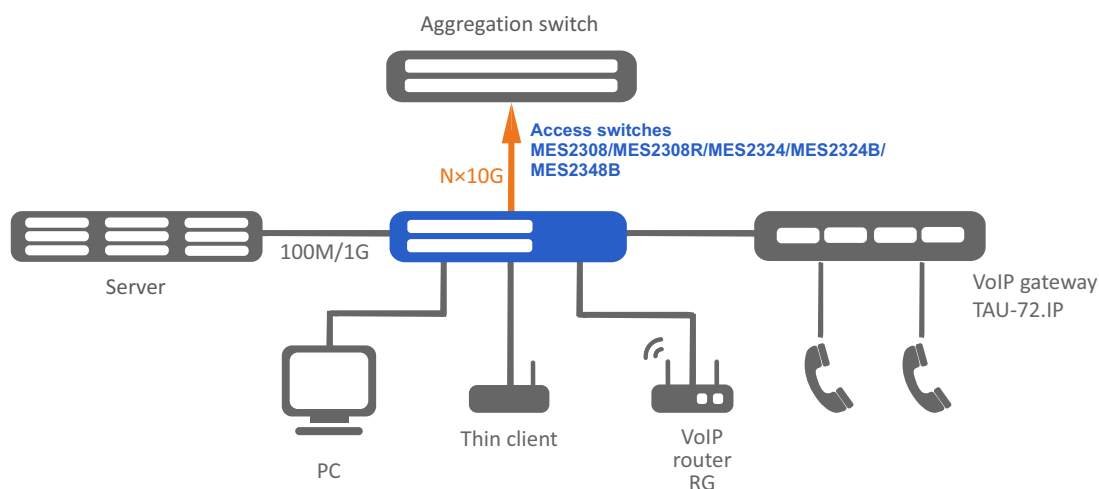 Aggregation switch
Access switches
MES2308/MES2308R/MES2324/MES2324B/
MES2348B
N×10G
100M/1G
Server
VoIP gateway
TAU-72.IP
PC
Thin client
VoIP
router
RG